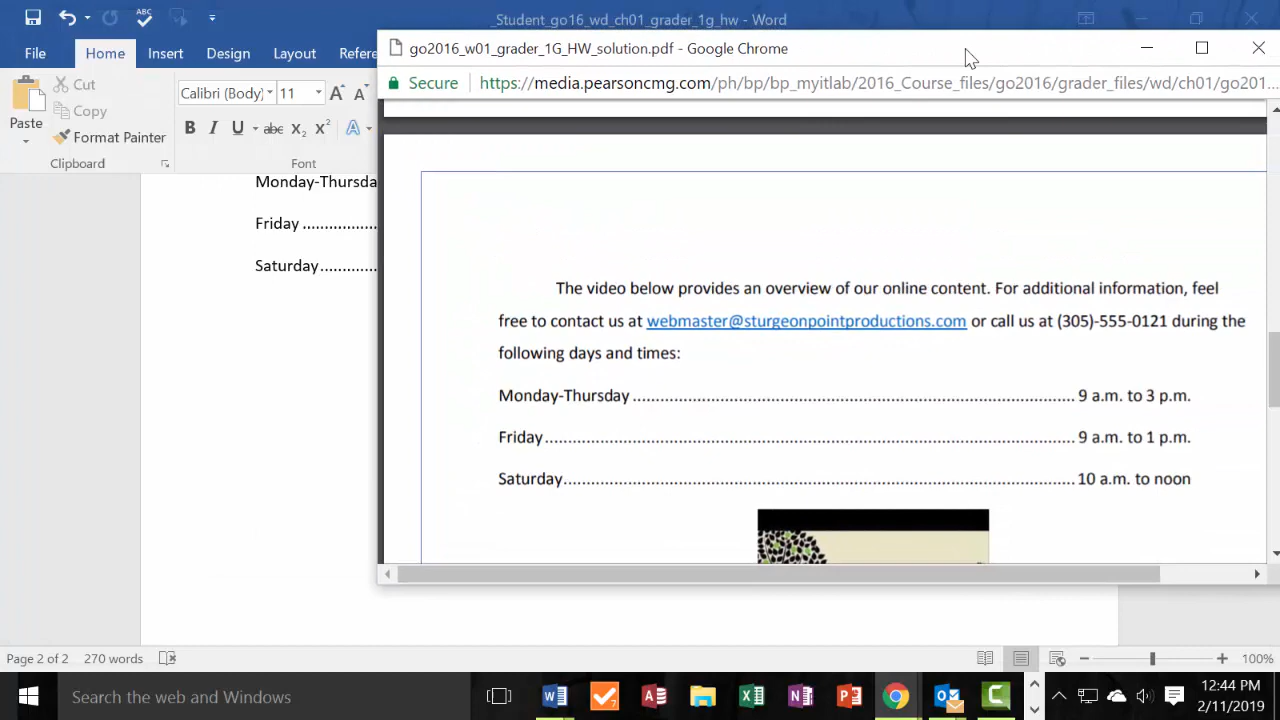 _Student_go16_wd_ch01_grader_1g_hw - Word
File Home Insert Design Layout Refere
go2016_w01_grader_1G_HW_solution.pdf - Google Chrome
Secure https://media.pearsoncmg.com/ph/bp/bp_myitlab/2016_Course_files/go2016/grader_files/wd/ch01/go201...
Paste
Cut
Copy
Format Painter
Clipboard
Calibri (Body) 11
B I U abc X2 X2 A
Font
Monday-Thursda
Friday .................
Saturday.............
The video below provides an overview of our online content. For additional information, feel
free to contact us at webmaster@sturgeonpointproductions.com or call us at (305)-555-0121 during the
following days and times:
Monday-Thursday ................................................................................................ 9 a.m. to 3 p.m.
Friday................................................................................................................... 9 a.m. to 1 p.m.
Saturday............................................................................................................... 10 a.m. to noon
Page 2 of 2 270 words 100%
Search the web and Windows
12:44 PM
2/11/2019